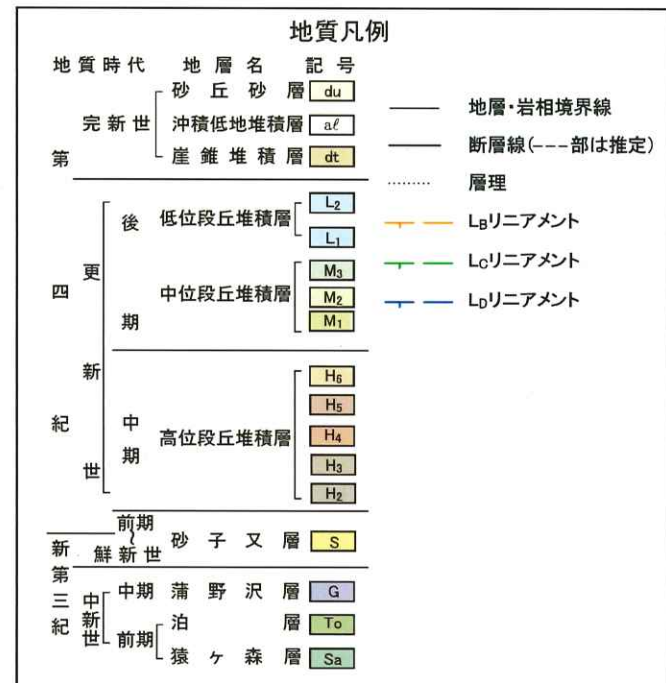 地質凡例
地質時代 地層名 記号
第四紀
完新世
砂丘砂層 du
沖積低地堆積層 aℓ
崖錐堆積層 dt
更新世
後期
低位段丘堆積層 L2
L1
中位段丘堆積層 M3
M2
M1
中期
高位段丘堆積層 H6
H5
H4
H3
H2
前期~鮮新世
砂子又層 S
新第三紀
中新世
中期 蒲野沢層 G
前期 泊層 To
猿ヶ森層 Sa
地層・岩相境界線
断層線(---部は推定)
層理
LBリニアメント
LCリニアメント
LDリニアメント